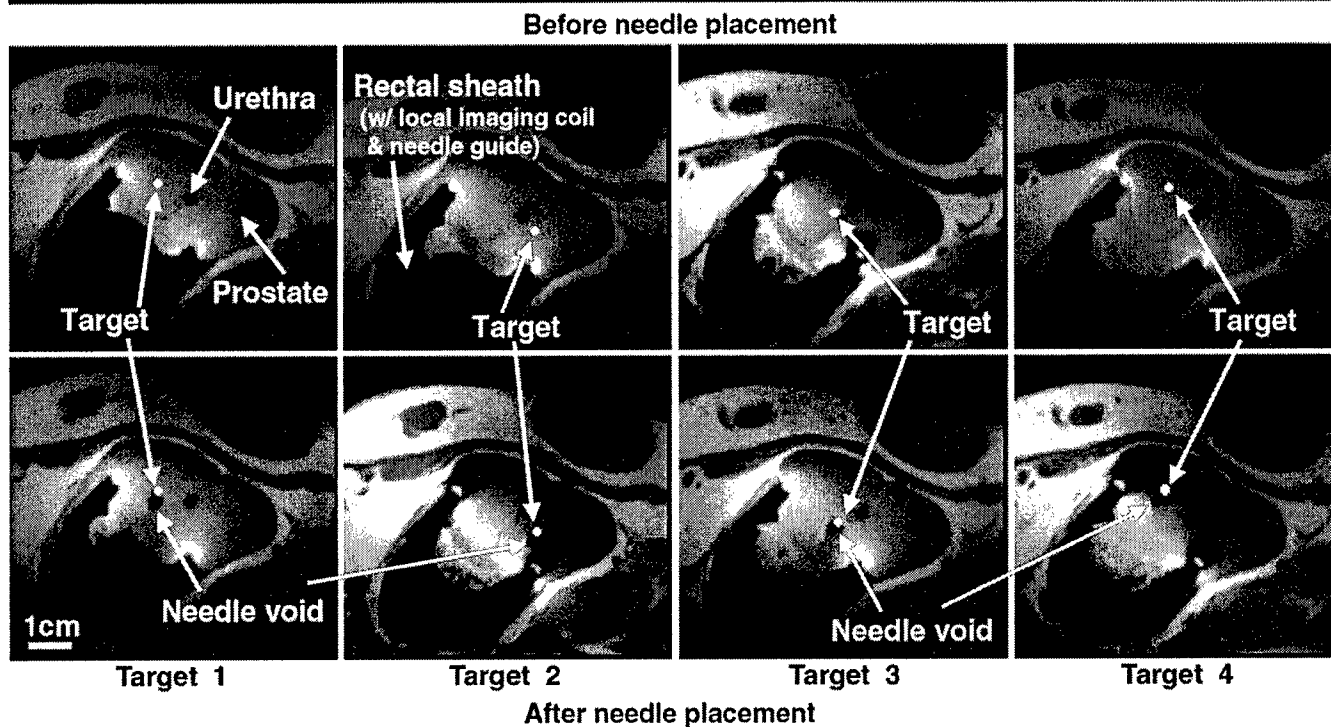 Before needle placement
Urethra
Prostate
Target
Rectal sheath
(w/ local imaging coil
& needle guide)
Target
Target
Target
Needle void
1cm
Needle void
Target 1
Target 2
Target 3
Target 4
After needle placement